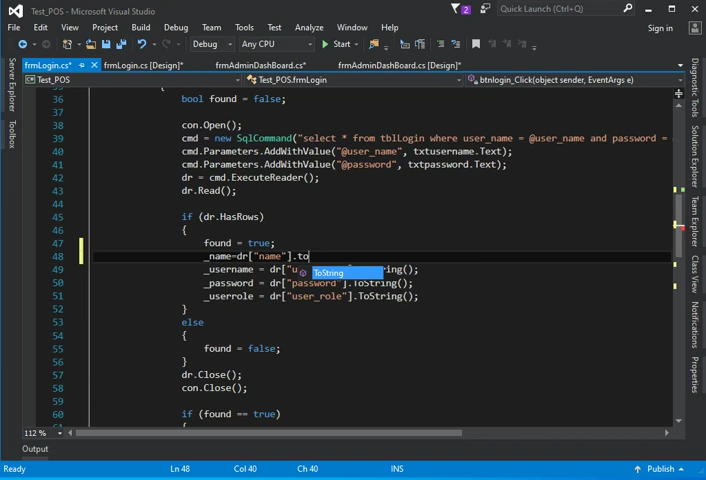 Test_POS - Microsoft Visual Studio
2
Quick Launch (Ctrl+Q)
File Edit View Project Build Debug Team Tools Test Analyze Window Help
Sign in
Debug Any CPU Start
frmLogin.cs* frmLogin.cs [Design]* frmAdminDashBoard.cs* frmAdminDashBoard.cs [Design]*
Test_POS Test_POS.frmLogin btnlogin_Click(object sender, EventArgs e)
Server Explorer
Toolbox
36 bool found = false;
37
38 con.Open();
39 cmd = new SqlCommand("select * from tblLogin where user_name = @user_name and password =
40 cmd.Parameters.AddWithValue("@user_name", txtusername.Text);
41 cmd.Parameters.AddWithValue("@password", txtpassword.Text);
42 dr = cmd.ExecuteReader();
43 dr.Read();
44
45 if (dr.HasRows)
46 {
47 found = true;
48 _name=dr["name"].to
ToString
49 _username = dr["u
50 _password = dr["password"].ToString();
51 _userrole = dr["user_role"].ToString();
52 }
53 else
54 {
55 found = false;
56 }
57 dr.Close();
58 con.Close();
59
60 if (found == true)
Diagnostic Tools
Solution Explorer
Team Explorer
Class View
Notifications
Properties
112 %
Output
Ready Ln 48 Col 40 Ch 40 INS Publish